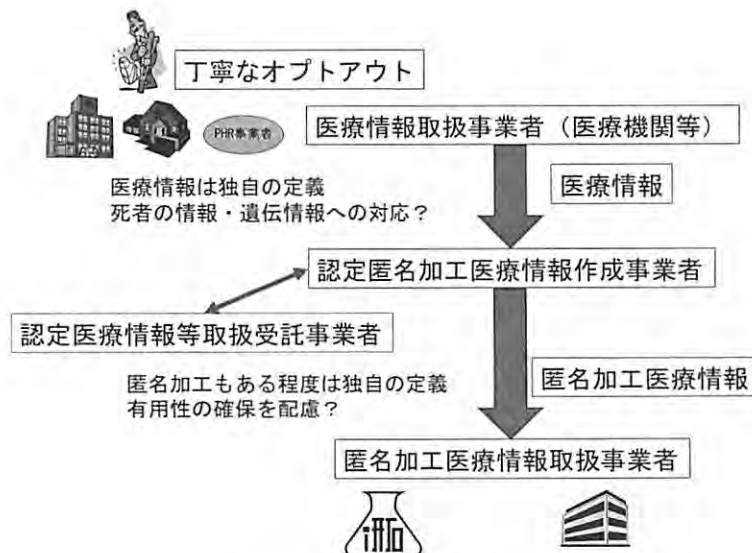 丁寧なオプトアウト
PHR事業者
医療情報取扱事業者（医療機関等）
医療情報は独自の定義
死者の情報・遺伝情報への対応？
医療情報
認定匿名加工医療情報作成事業者
認定医療情報等取扱受託事業者
匿名加工もある程度は独自の定義
有用性の確保を配慮？
匿名加工医療情報
匿名加工医療情報取扱事業者